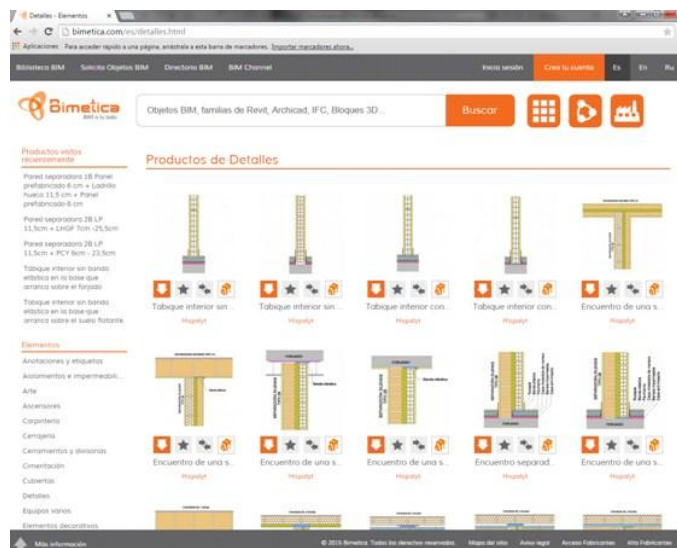 Detalles - Elementos
bimetica.com/es/detalles.html
Aplicaciones Para acceder rápido a una página, arrástrala a esta barra de marcadores. Importar marcadores ahora...
Biblioteca BIM Solicita Objetos BIM Directorio BIM BIM Channel Inicia sesión Crea tu cuenta Es En Ru
Bimetica
Objetos BIM, familias de Revit, Archicad, IFC, Bloques 3D... Buscar
Productos vistos
recientemente
Pared separadora 1B Panel
prefabricado 6 cm + Ladrillo
hueco 11,5 cm + Panel
prefabricado 6 cm
Pared separadora 2B LP
11,5cm + LHGF 7cm -25,5cm
Pared separadora 2B LP
11,5cm + PCY 8cm - 23,5cm
Tabique interior sin banda
elástica en la base que
arranca sobre el forjado
Tabique interior sin banda
elástica en la base que
arranca sobre el suelo flotante
Elementos
Anotaciones y etiquetas
Aislamientos e impermeabili...
Arte
Ascensores
Carpintería
Cerrajería
Cerramientos y divisorias
Cimentación
Cubiertas
Detalles
Equipos varios
Elementos decorativos
Productos de Detalles
Tabique interior sin ... Tabique interior sin ... Tabique interior con... Tabique interior con... Encuentro de una s...
Hispalyt Hispalyt Hispalyt Hispalyt Hispalyt
Encuentro de una s... Encuentro de una s... Encuentro de una s... Encuentro separad... Encuentro de una s...
Hispalyt Hispalyt Hispalyt Hispalyt Hispalyt
Más información © 2015 Bimetica. Todos los derechos reservados. Mapa del sitio Aviso legal Acceso Fabricantes Alta Fabricantes